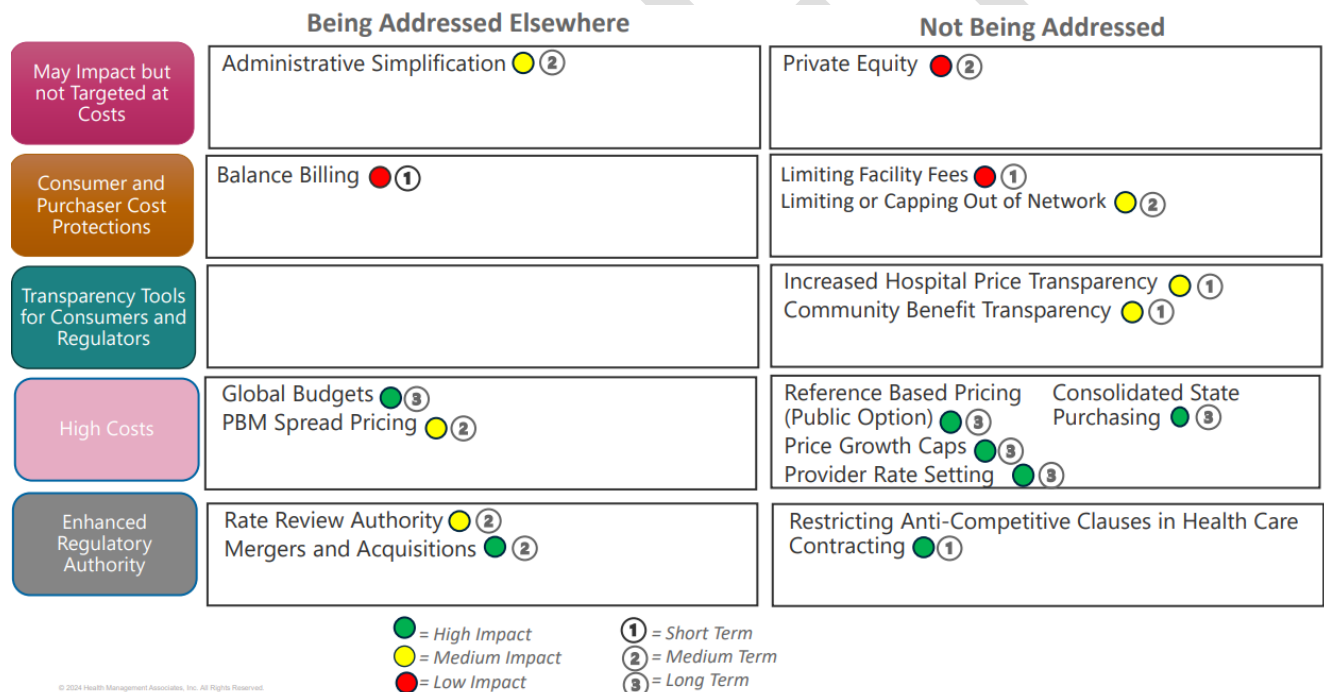 Being Addressed Elsewhere
Not Being Addressed
May Impact but
not Targeted at
Costs
Administrative Simplification 2
Private Equity 2
Consumer and
Purchaser Cost
Protections
Balance Billing 1
Limiting Facility Fees 1
Limiting or Capping Out of Network 2
Transparency Tools
for Consumers and
Regulators
Increased Hospital Price Transparency 1
Community Benefit Transparency 1
High Costs
Global Budgets 3
PBM Spread Pricing 2
Reference Based Pricing
(Public Option) 3
Price Growth Caps 3
Provider Rate Setting 3
Consolidated State
Purchasing 3
Enhanced
Regulatory
Authority
Rate Review Authority 2
Mergers and Acquisitions 2
Restricting Anti-Competitive Clauses in Health Care
Contracting 1
= High Impact
= Medium Impact
= Low Impact
1 = Short Term
2 = Medium Term
3 = Long Term
© 2024 Health Management Associates, Inc. All Rights Reserved.